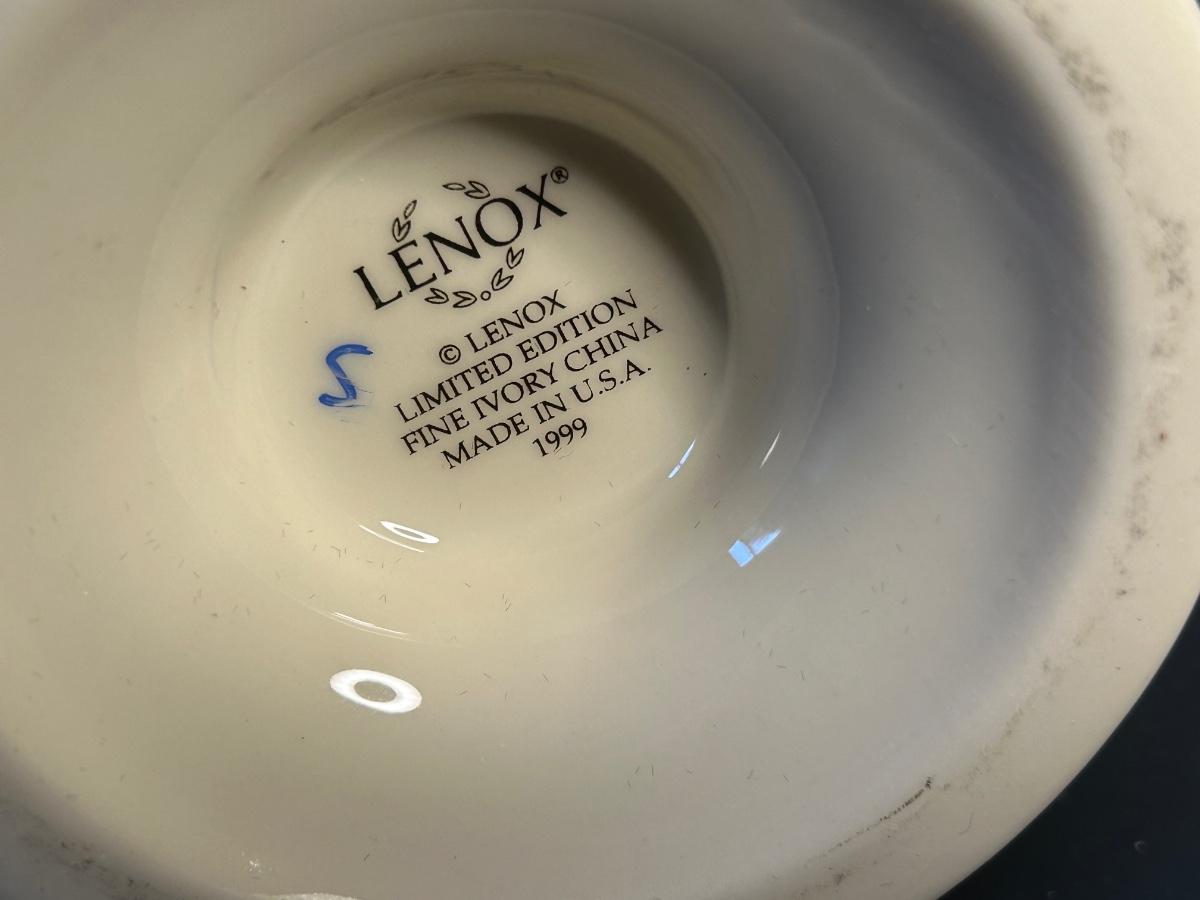 LENOX®
© LENOX
LIMITED EDITION
FINE IVORY CHINA
MADE IN U.S.A.
1999
S